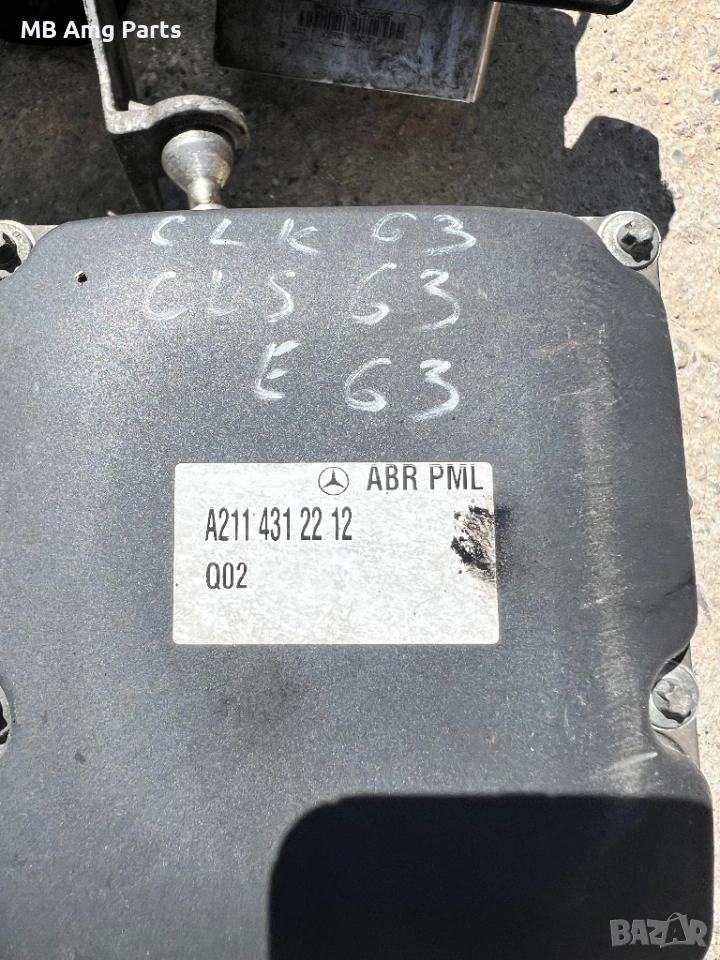 MB Amg Parts
CLK 63
CLS 63
E 63
ABR PML
A211 431 22 12
Q02
BAZAR